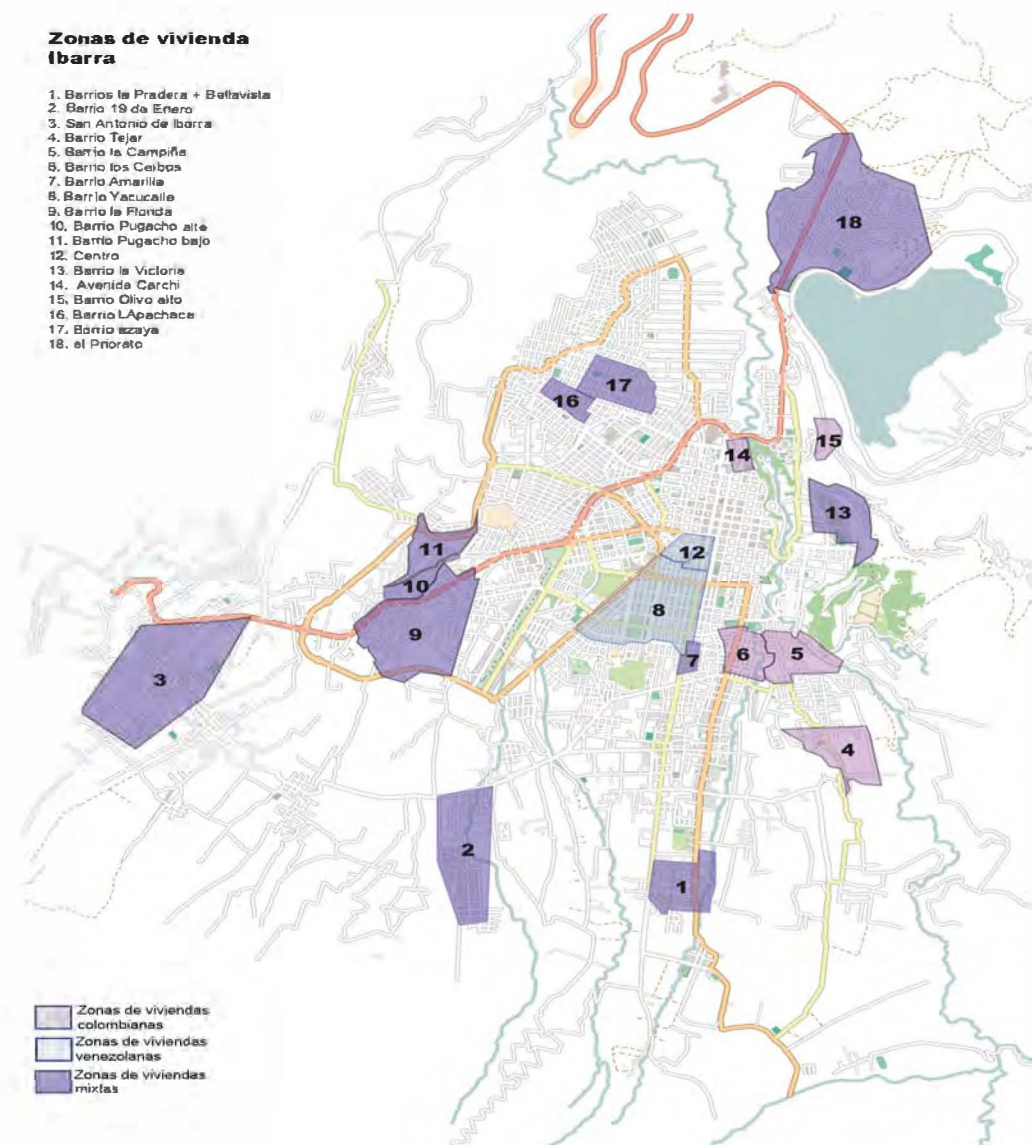 Zonas de vivienda
Ibarra
1. Barrios la Pradera + Bellavista
2. Barrio 19 de Enero
3. San Antonio de Ibarra
4. Barrio Tejar
5. Barrio la Campiña
6. Barrio los Ceibos
7. Barrio Amarilla
8. Barrio Yacucalle
9. Barrio la Florida
10. Barrio Pugacho alto
11. Barrio Pugacho bajo
12. Centro
13. Barrio la Victoria
14. Avenida Carchi
15. Barrio Olivo alto
16. Barrio LApachaca
17. Barrio azaya
18. el Priorato
18
17
16
15
14
13
11
12
10
8
9
6
5
7
3
4
2
1
Zonas de viviendas
colombianas
Zonas de viviendas
venezolanas
Zonas de viviendas
mixtas